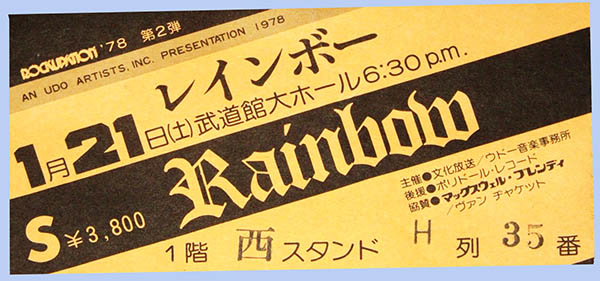 ROCKUPATION '78 第2弾
AN UDO ARTISTS, INC. PRESENTATION 1978
レインボー
1月21日(土)武道館大ホール6:30p.m.
Rainbow
主催●文化放送/ウドー音楽事務所
後援●ポリドール・レコード
協賛●マックスウェル・ブレンディ
/ヴァン チャケット
S ¥3,800
1階 西スタンド H 列 35 番